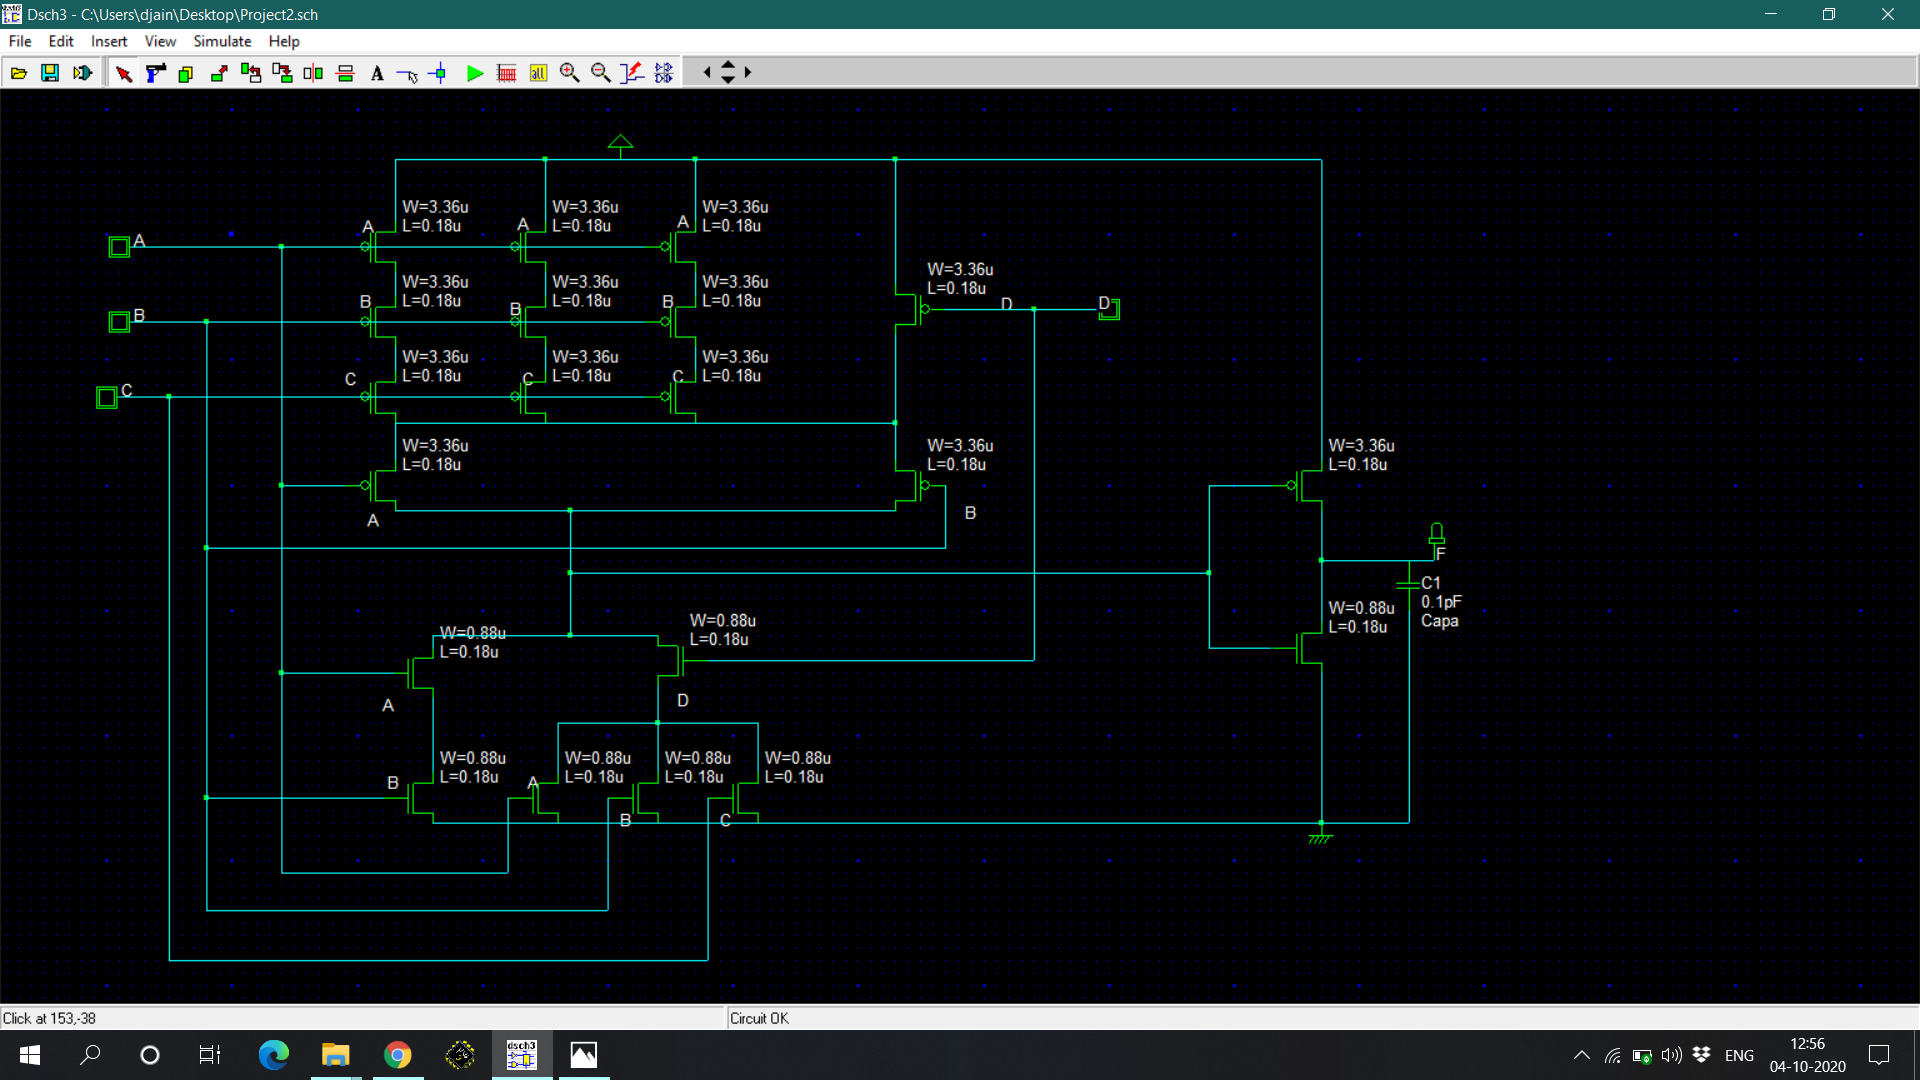 Dsch3 - C:\Users\djain\Desktop\Project2.sch
File Edit Insert View Simulate Help
A
all
W=3.36u W=3.36u W=3.36u
L=0.18u L=0.18u L=0.18u
A A A
A
W=3.36u
L=0.18u
W=3.36u W=3.36u W=3.36u
L=0.18u L=0.18u L=0.18u
B B B
B
D D
W=3.36u W=3.36u W=3.36u
L=0.18u L=0.18u L=0.18u
C C C
C
W=3.36u W=3.36u W=3.36u
L=0.18u L=0.18u L=0.18u
A B
F
C1
0.1pF
Capa
W=0.88u
L=0.18u
W=0.88u
L=0.18u
W=0.88u
L=0.18u
A D
W=0.88u W=0.88u W=0.88u W=0.88u
L=0.18u L=0.18u L=0.18u L=0.18u
B A B C
Click at 153,-38
Circuit OK
dsch3
ENG
12:56
04-10-2020